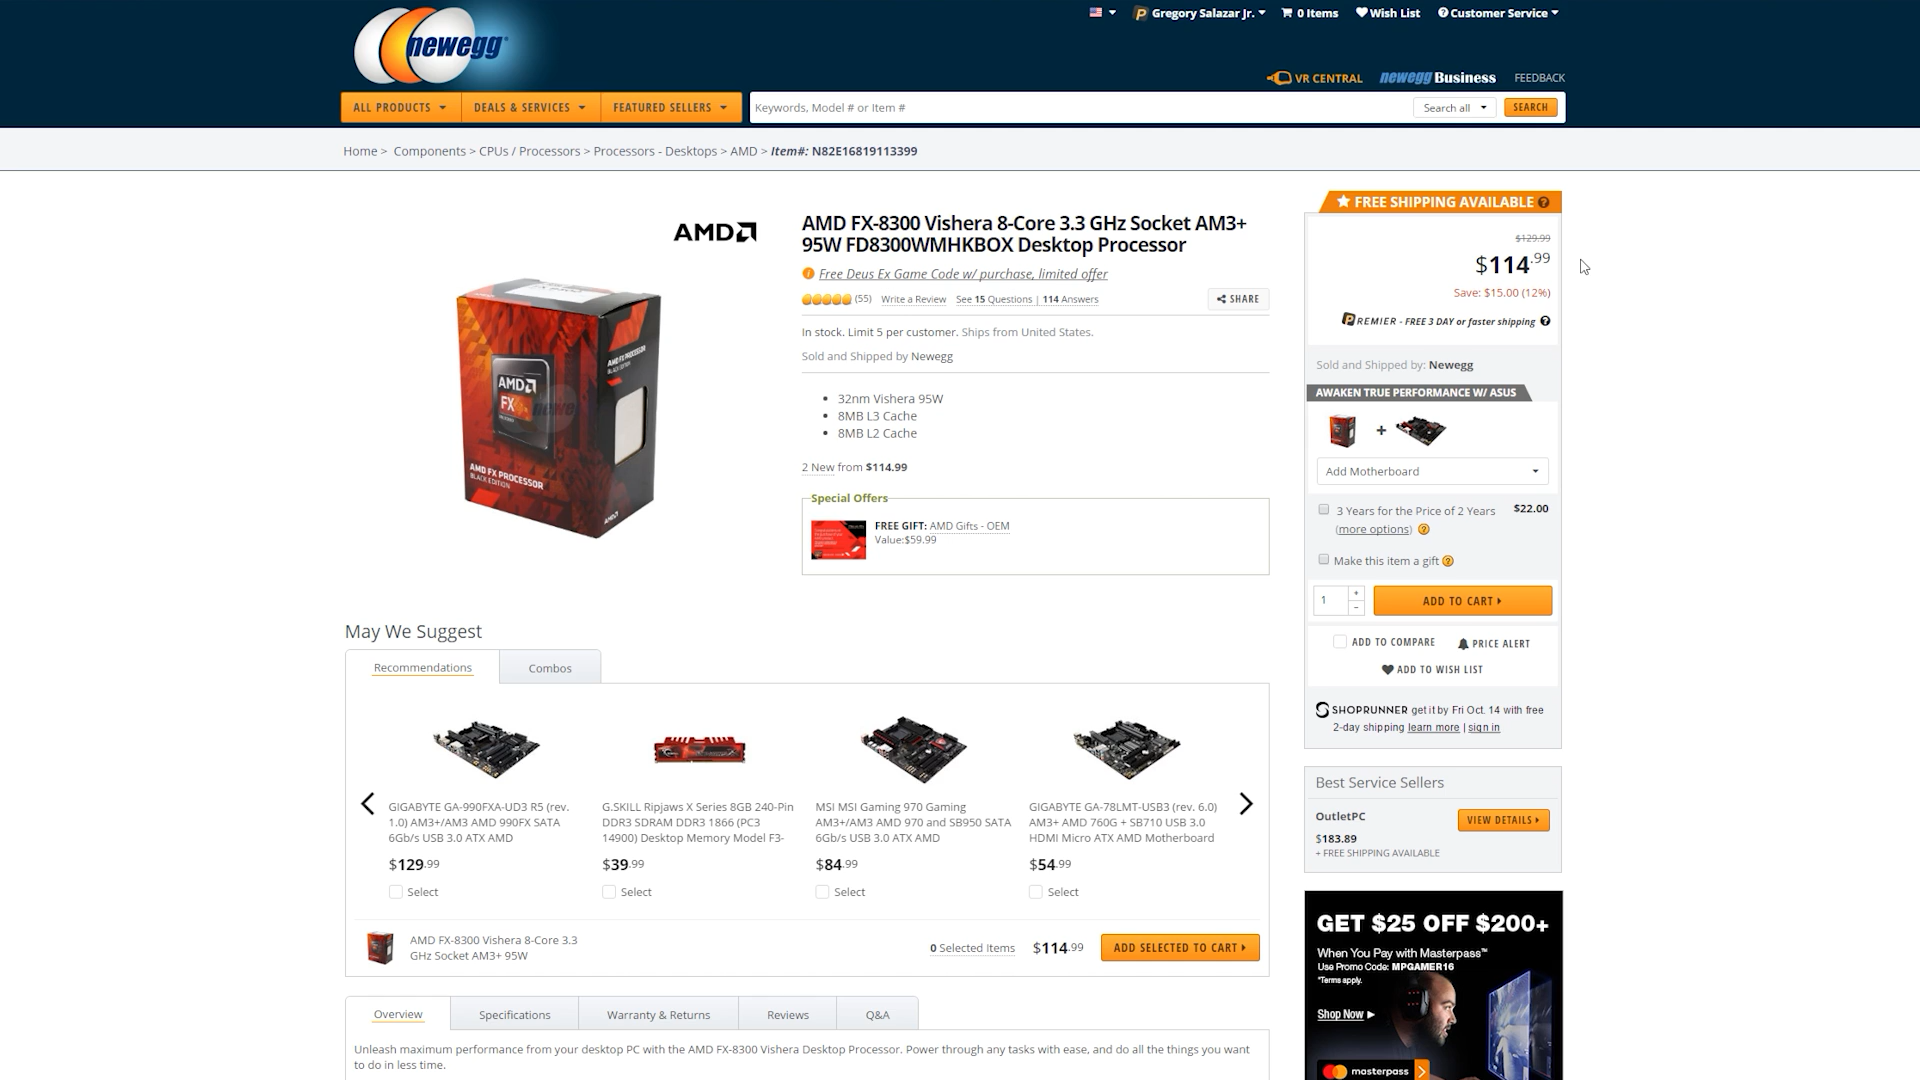 Gregory Salazar Jr.
0 Items
Wish List
Customer Service
newegg
VR CENTRAL
newegg Business
FEEDBACK
ALL PRODUCTS
DEALS & SERVICES
FEATURED SELLERS
Keywords, Model # or Item #
Search all
SEARCH
Home > Components > CPUs / Processors > Processors - Desktops > AMD > Item#: N82E16819113399
AMD
AMD FX-8300 Vishera 8-Core 3.3 GHz Socket AM3+
95W FD8300WMHKBOX Desktop Processor
Free Deus Ex Game Code w/ purchase, limited offer
(55) Write a Review See 15 Questions | 114 Answers
SHARE
In stock. Limit 5 per customer. Ships from United States.
Sold and Shipped by Newegg
• 32nm Vishera 95W
• 8MB L3 Cache
• 8MB L2 Cache
2 New from $114.99
Special Offers
FREE GIFT: AMD Gifts - OEM
Value:$59.99
AMD FX PROCESSOR
BLACK EDITION
AMD
FX
AMD FX PROCESSOR
BLACK EDITION
AMD
FREE SHIPPING AVAILABLE
$129.99
$114.99
Save: $15.00 (12%)
PREMIER - FREE 3 DAY or faster shipping
Sold and Shipped by: Newegg
AWAKEN TRUE PERFORMANCE W/ ASUS
+
Add Motherboard
3 Years for the Price of 2 Years $22.00
(more options)
Make this item a gift
1
ADD TO CART
ADD TO COMPARE
PRICE ALERT
ADD TO WISH LIST
SHOPRUNNER get it by Fri Oct. 14 with free
2-day shipping learn more | sign in
Best Service Sellers
OutletPC
VIEW DETAILS
$183.89
+ FREE SHIPPING AVAILABLE
GET $25 OFF $200+
When You Pay with Masterpass™
Use Promo Code: MPGAMER16
*Terms apply.
Shop Now
masterpass
May We Suggest
Recommendations
Combos
GIGABYTE GA-990FXA-UD3 R5 (rev.
1.0) AM3+/AM3 AMD 990FX SATA
6Gb/s USB 3.0 ATX AMD
$129.99
Select
G.SKILL Ripjaws X Series 8GB 240-Pin
DDR3 SDRAM DDR3 1866 (PC3
14900) Desktop Memory Model F3-
$39.99
Select
MSI MSI Gaming 970 Gaming
AM3+/AM3 AMD 970 and SB950 SATA
6Gb/s USB 3.0 ATX AMD
$84.99
Select
GIGABYTE GA-78LMT-USB3 (rev. 6.0)
AM3+ AMD 760G + SB710 USB 3.0
HDMI Micro ATX AMD Motherboard
$54.99
Select
AMD FX-8300 Vishera 8-Core 3.3
GHz Socket AM3+ 95W
0 Selected Items
$114.99
ADD SELECTED TO CART
Overview
Specifications
Warranty & Returns
Reviews
Q&A
Unleash maximum performance from your desktop PC with the AMD FX-8300 Vishera Desktop Processor. Power through any tasks with ease, and do all the things you want
to do in less time.